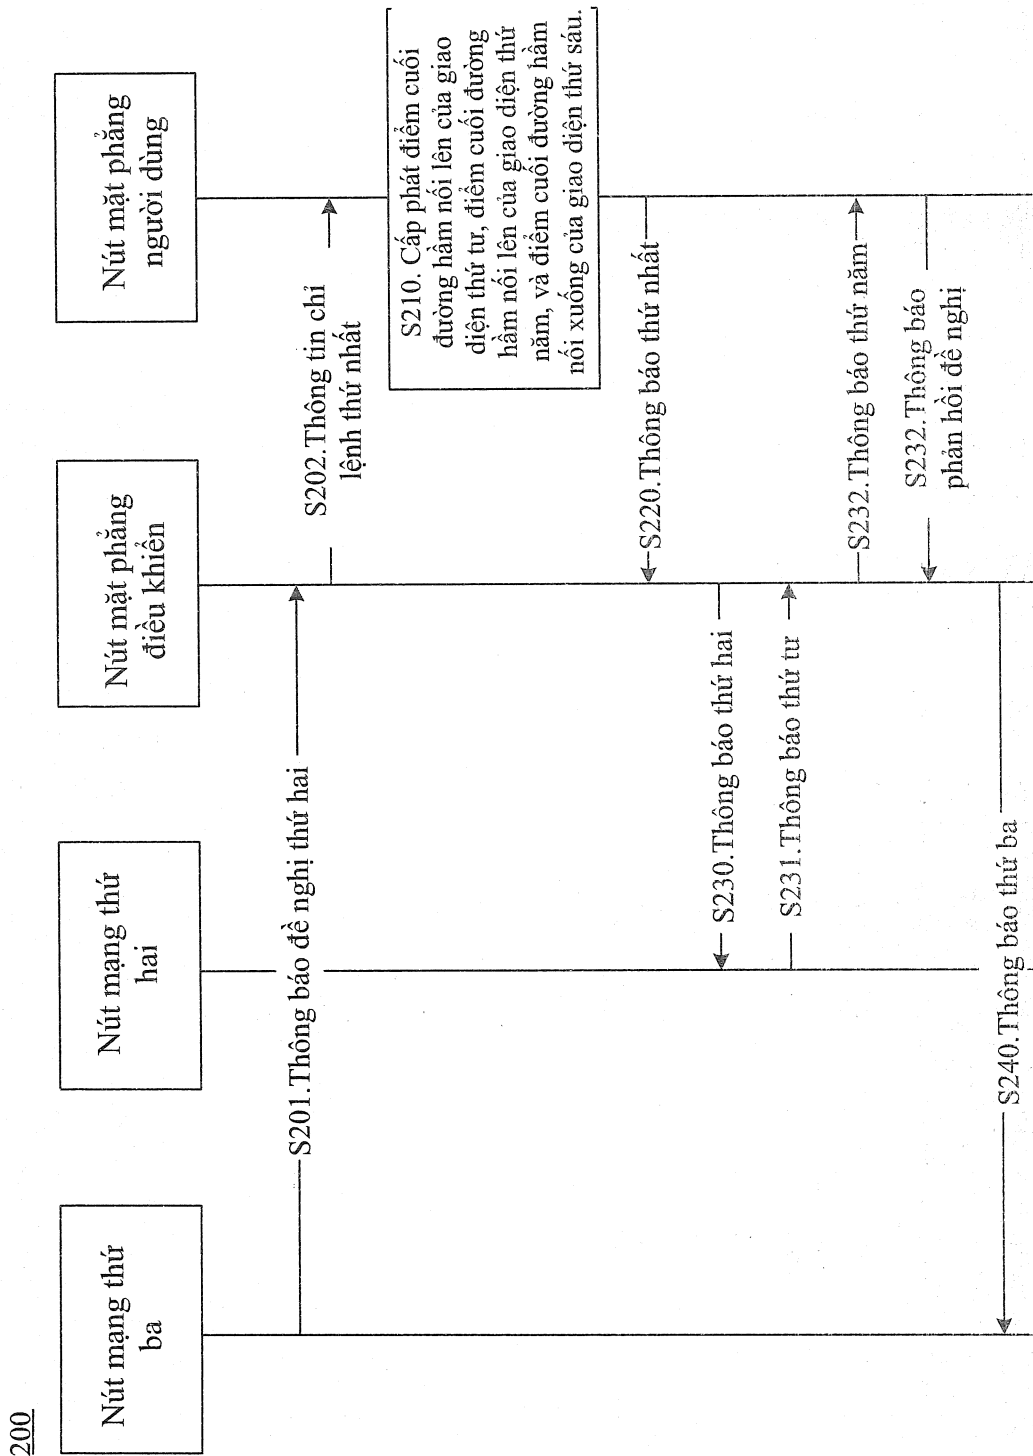 200
Nút mạng thứ
ba
Nút mạng thứ
hai
Nút mặt phẳng
điều khiển
Nút mặt phẳng
người dùng
S201.Thông báo đề nghị thứ hai
S202.Thông tin chỉ
lệnh thứ nhất
S210. Cấp phát điểm cuối
đường hầm nối lên của giao
diện thứ tư, điểm cuối đường
hầm nối lên của giao diện thứ
năm, và điểm cuối đường hầm
nối xuống của giao diện thứ sáu.
S220.Thông báo thứ nhất
S230.Thông báo thứ hai
S231.Thông báo thứ tư
S232.Thông báo thứ năm
S232.Thông báo
phản hồi đề nghị
S240.Thông báo thứ ba